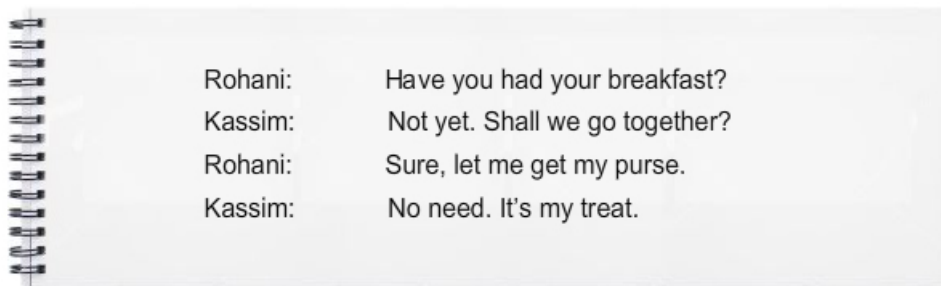 Rohani: Have you had your breakfast?
Kassim: Not yet. Shall we go together?
Rohani: Sure, let me get my purse.
Kassim: No need. It's my treat.